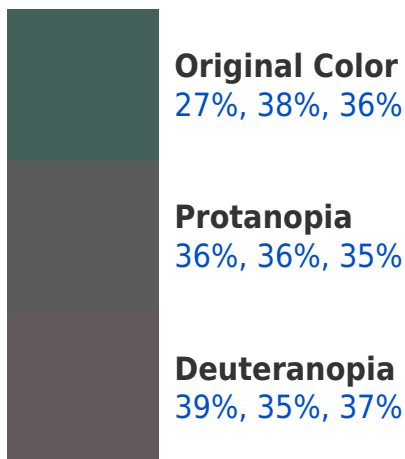 Original Color
27%, 38%, 36%
Protanopia
36%, 36%, 35%
Deuteranopia
39%, 35%, 37%